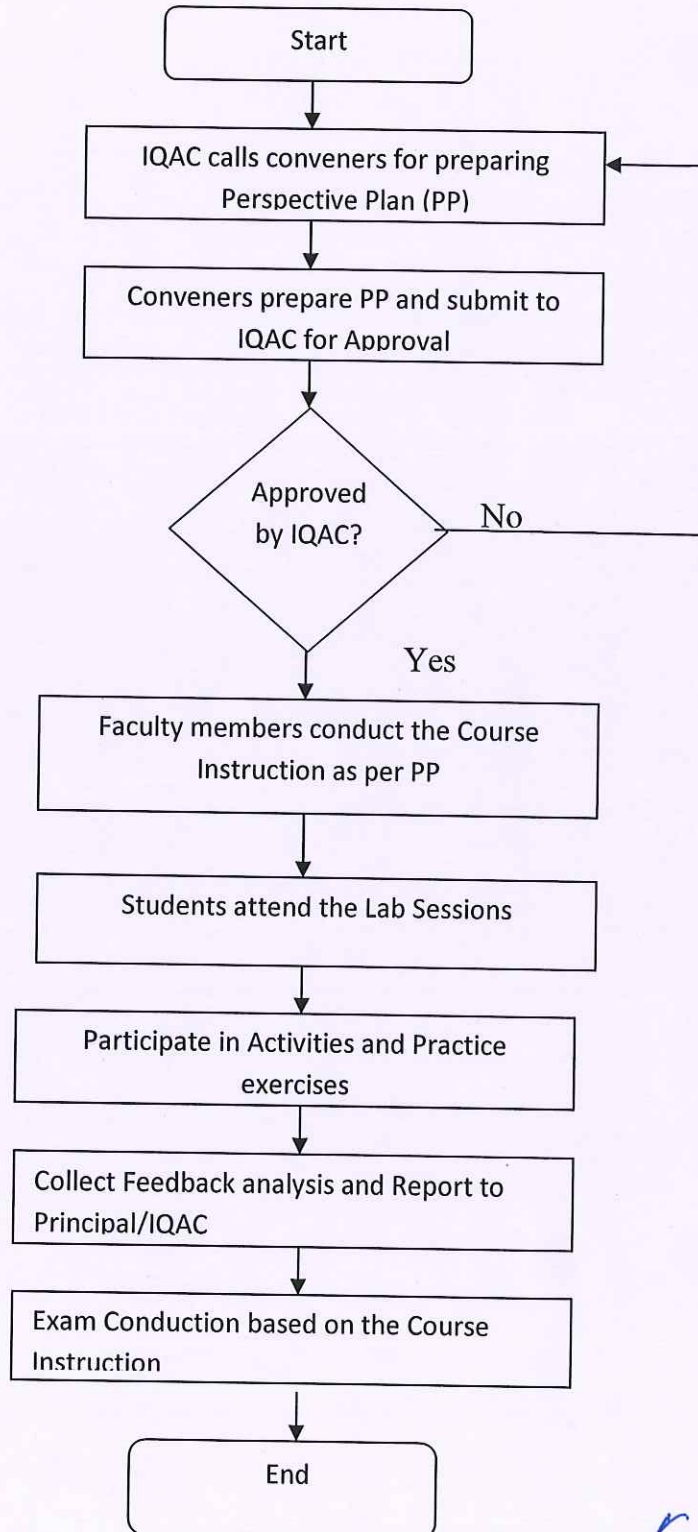 Start
IQAC calls conveners for preparing
Perspective Plan (PP)
Conveners prepare PP and submit to
IQAC for Approval
Approved
by IQAC?
No
Yes
Faculty members conduct the Course
Instruction as per PP
Students attend the Lab Sessions
Participate in Activities and Practice
exercises
Collect Feedback analysis and Report to
Principal/IQAC
Exam Conduction based on the Course
Instruction
End